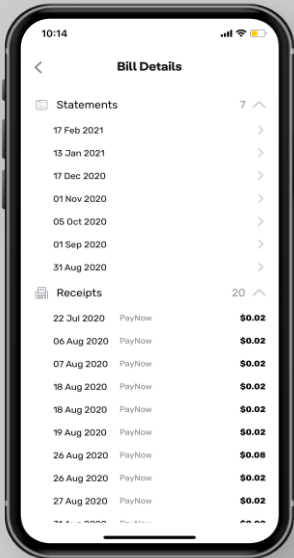 10:14
Bill Details
Statements 7
17 Feb 2021
13 Jan 2021
17 Dec 2020
01 Nov 2020
05 Oct 2020
01 Sep 2020
31 Aug 2020
Receipts 20
22 Jul 2020 PayNow $0.02
06 Aug 2020 PayNow $0.02
07 Aug 2020 PayNow $0.02
18 Aug 2020 PayNow $0.02
18 Aug 2020 PayNow $0.02
19 Aug 2020 PayNow $0.02
26 Aug 2020 PayNow $0.08
26 Aug 2020 PayNow $0.02
27 Aug 2020 PayNow $0.02